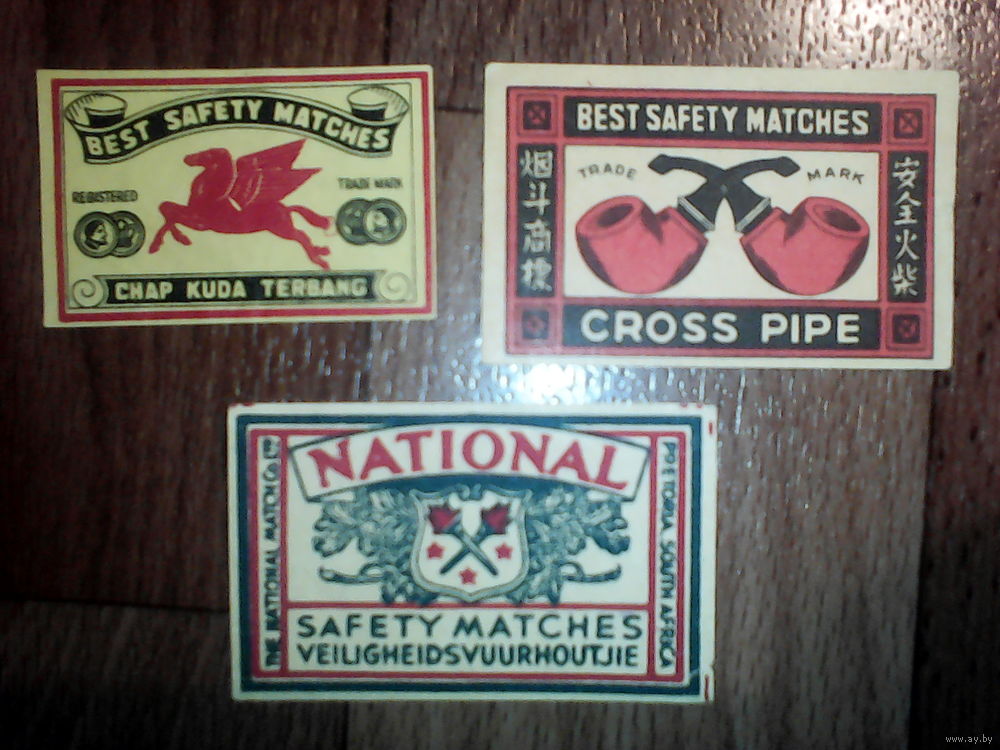 BEST SAFETY MATCHES
REGISTERED
TRADE MARK
CHAP KUDA TERBANG
BEST SAFETY MATCHES
烟斗商標
TRADE MARK
安全火柴
CROSS PIPE
THE NATIONAL MATCH CO. LTD
NATIONAL
PRETORIA SOUTH AFRICA
SAFETY MATCHES
VEILIGHEIDSVUURHOUTJIE
www.ay.by